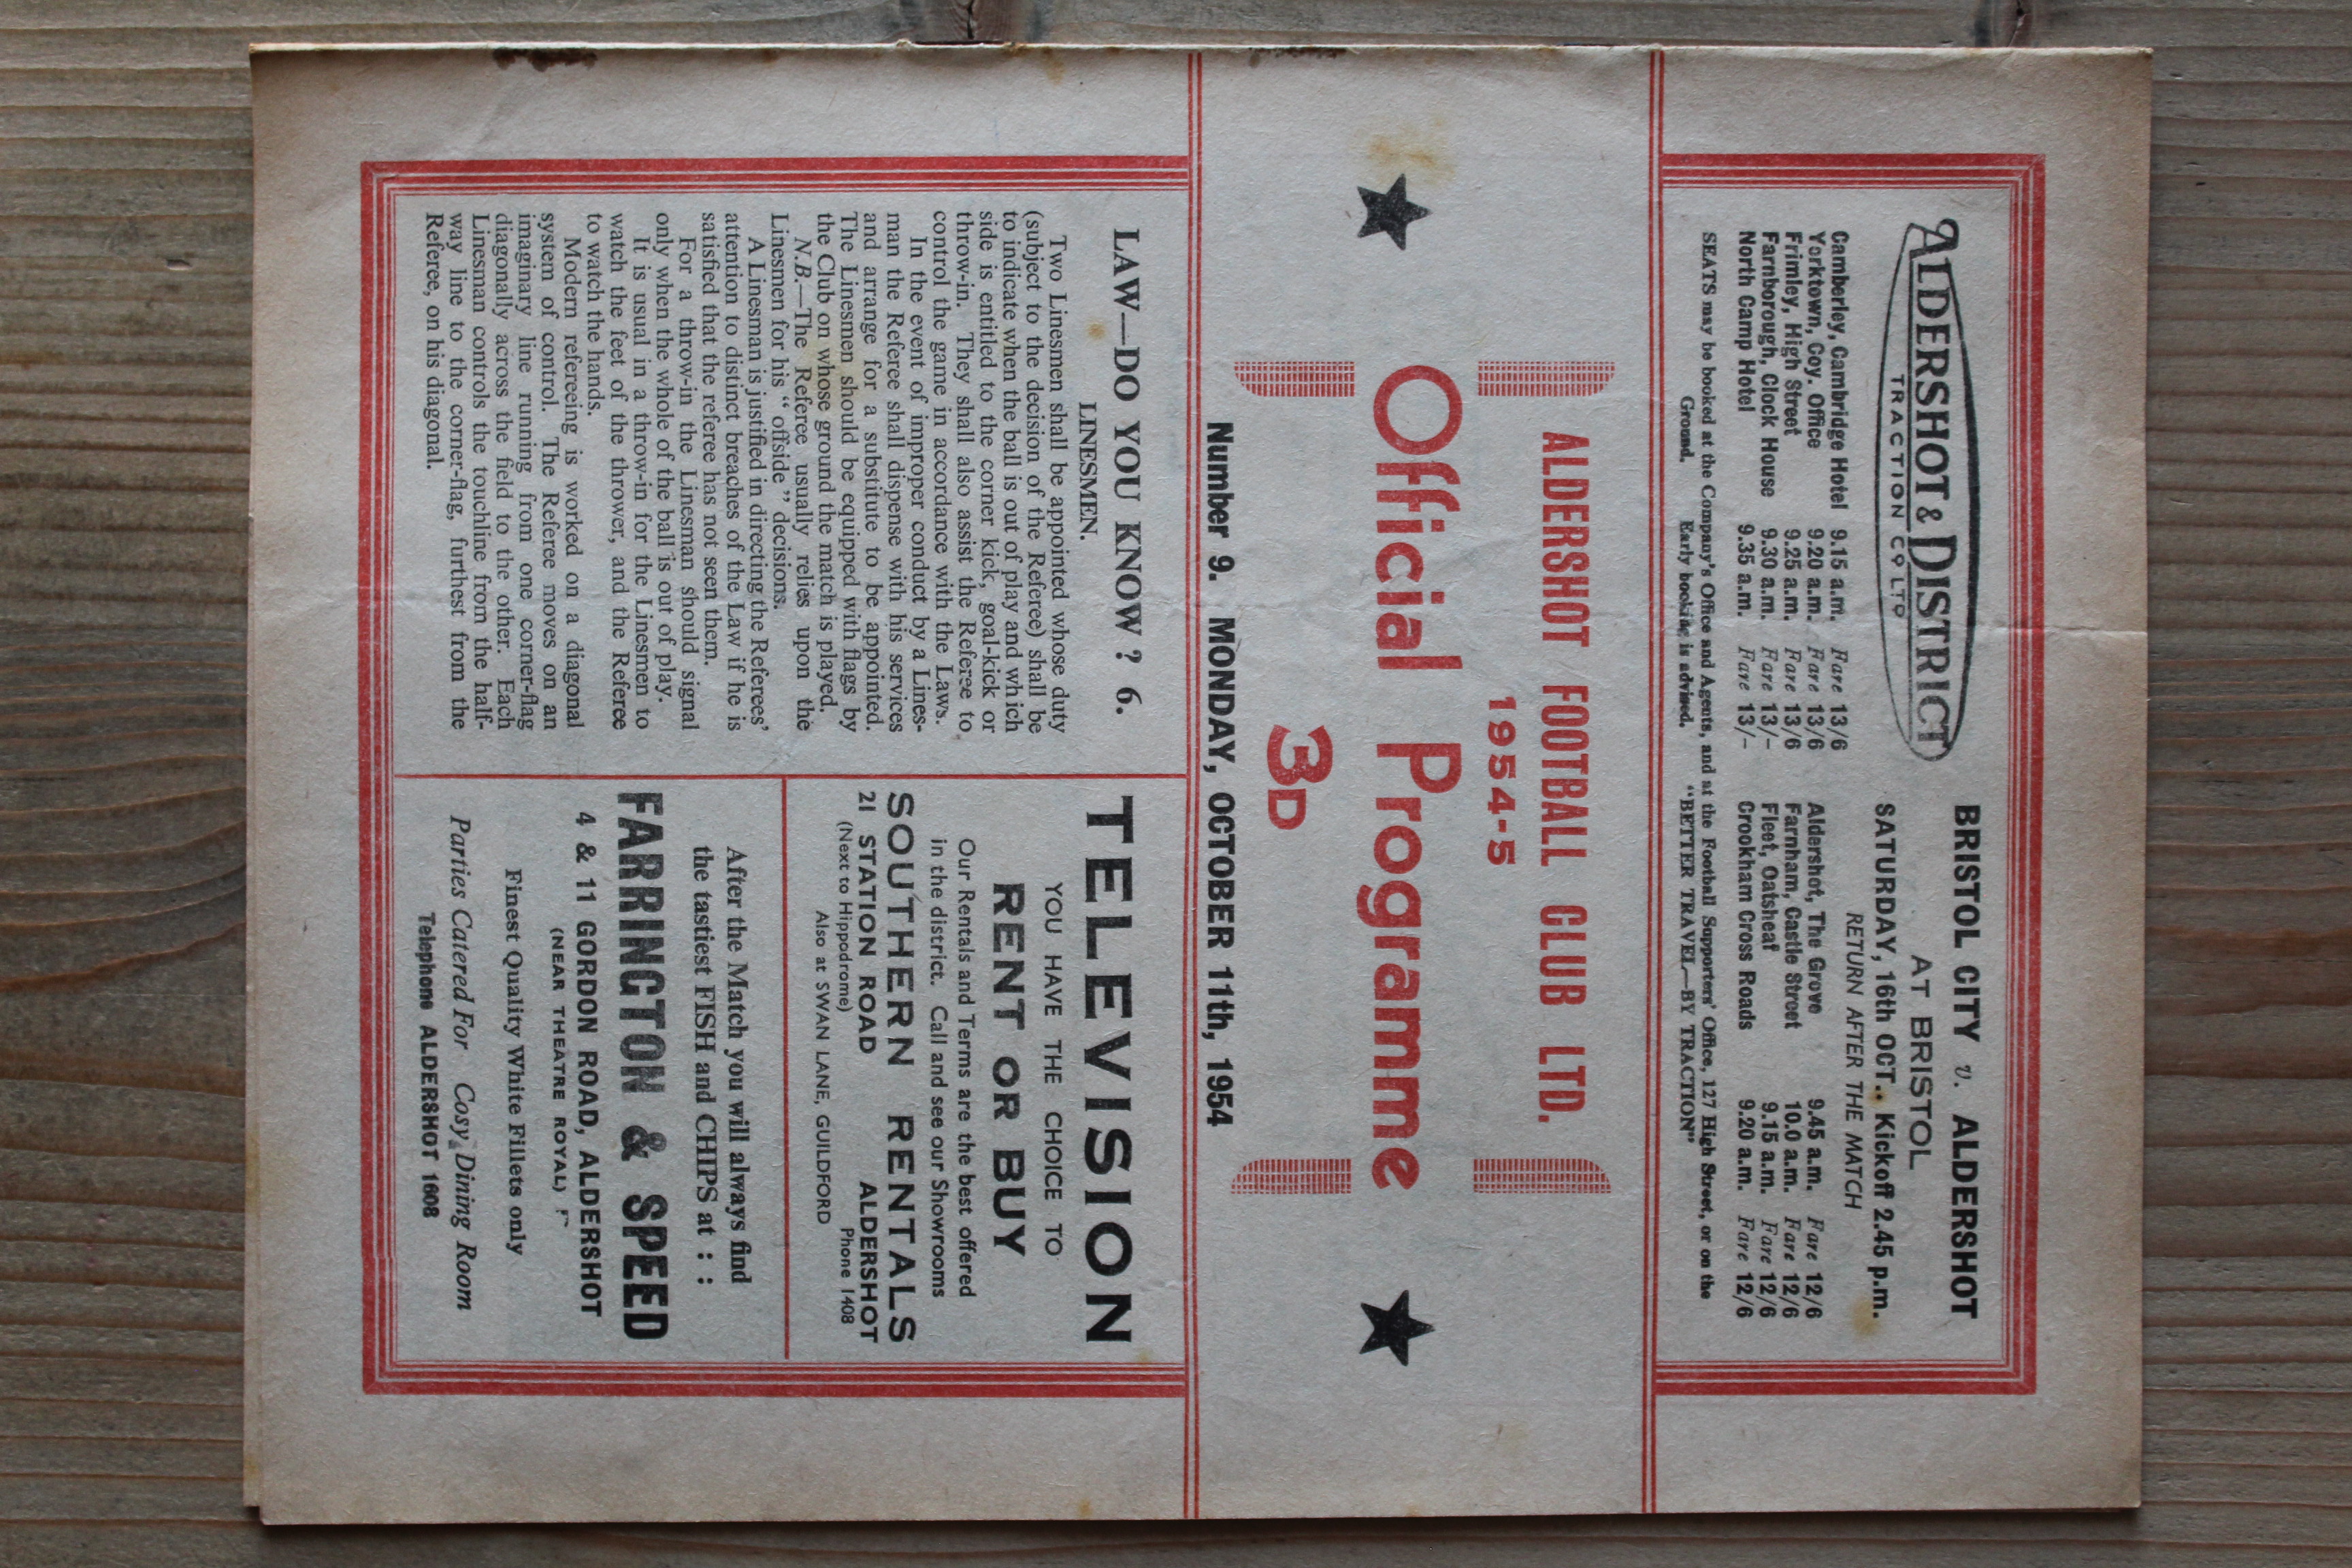 ALDERSHOT & DISTRICT
TRACTION CO LTD
BRISTOL CITY v. ALDERSHOT
AT BRISTOL
SATURDAY, 16th OCT.. Kickoff 2.45 p.m.
RETURN AFTER THE MATCH
Camberley, Cambridge Hotel 9.15 a.m. Fare 13/6
Yorktown, Coy. Office 9.20 a.m. Fare 13/6
Frimley, High Street 9.25 a.m. Fare 13/6
Farnborough, Clock House 9.30 a.m. Fare 13/-
North Camp Hotel 9.35 a.m. Fare 13/-
Aldershot, The Grove 9.45 a.m. Fare 12/6
Farnham, Castle Street 10.0 a.m. Fare 12/6
Fleet, Oatsheaf 9.15 a.m. Fare 12/6
Crookham Cross Roads 9.20 a.m. Fare 12/6
SEATS may be booked at the Company's Office and Agents, and at the Football Supporters' Office, 127 High Street, or on the
Ground. Early booking is advised. "BETTER TRAVEL—BY TRACTION"
ALDERSHOT FOOTBALL CLUB LTD.
1954-5
Official Programme
3D
Number 9. MONDAY, OCTOBER 11th, 1954
LAW—DO YOU KNOW ? 6.
LINESMEN.
Two Linesmen shall be appointed whose duty
(subject to the decision of the Referee) shall be
to indicate when the ball is out of play and which
side is entitled to the corner kick, goal-kick or
throw-in. They shall also assist the Referee to
control the game in accordance with the Laws.
In the event of improper conduct by a Lines-
man the Referee shall dispense with his services
and arrange for a substitute to be appointed.
The Linesmen should be equipped with flags by
the Club on whose ground the match is played.
N.B.—The Referee usually relies upon the
Linesmen for his "offside" decisions.
A Linesman is justified in directing the Referees'
attention to distinct breaches of the Law if he is
satisfied that the referee has not seen them.
For a throw-in the Linesman should signal
only when the whole of the ball is out of play.
It is usual in a throw-in for the Linesmen to
watch the feet of the thrower, and the Referee
to watch the hands.
Modern refereeing is worked on a diagonal
system of control. The Referee moves on an
imaginary line running from one corner-flag
diagonally across the field to the other. Each
Linesman controls the touchline from the half-
way line to the corner-flag, furthest from the
Referee, on his diagonal.
TELEVISION
YOU HAVE THE CHOICE TO
RENT OR BUY
Our Rentals and Terms are the best offered
in the district. Call and see our Showrooms
SOUTHERN RENTALS
21 STATION ROAD ALDERSHOT
(Next to Hippodrome) Phone 1408
Also at SWAN LANE, GUILDFORD
After the Match you will always find
the tastiest FISH and CHIPS at : :
FARRINGTON & SPEED
4 & 11 GORDON ROAD, ALDERSHOT
(NEAR THEATRE ROYAL)
Finest Quality White Fillets only
Parties Catered For Cosy Dining Room
Telephone ALDERSHOT 1608